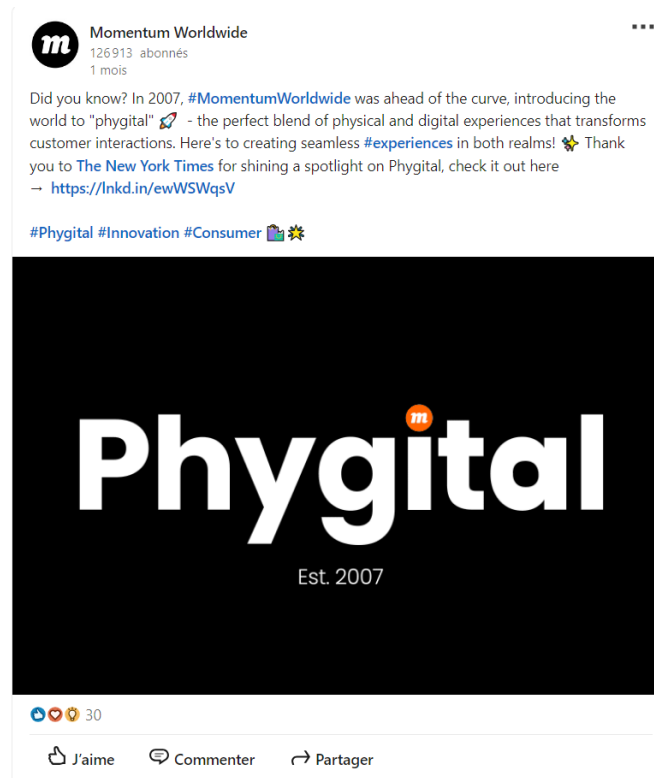 Momentum Worldwide
126 913 abonnés
1 mois
Did you know? In 2007, #MomentumWorldwide was ahead of the curve, introducing the
world to "phygital" 🚀 - the perfect blend of physical and digital experiences that transforms
customer interactions. Here's to creating seamless #experiences in both realms! ✨ Thank
you to The New York Times for shining a spotlight on Phygital, check it out here
→ https://lnkd.in/ewWSWqsV
#Phygital #Innovation #Consumer 🛍️🌟
Phygital
Est. 2007
30
J'aime Commenter Partager